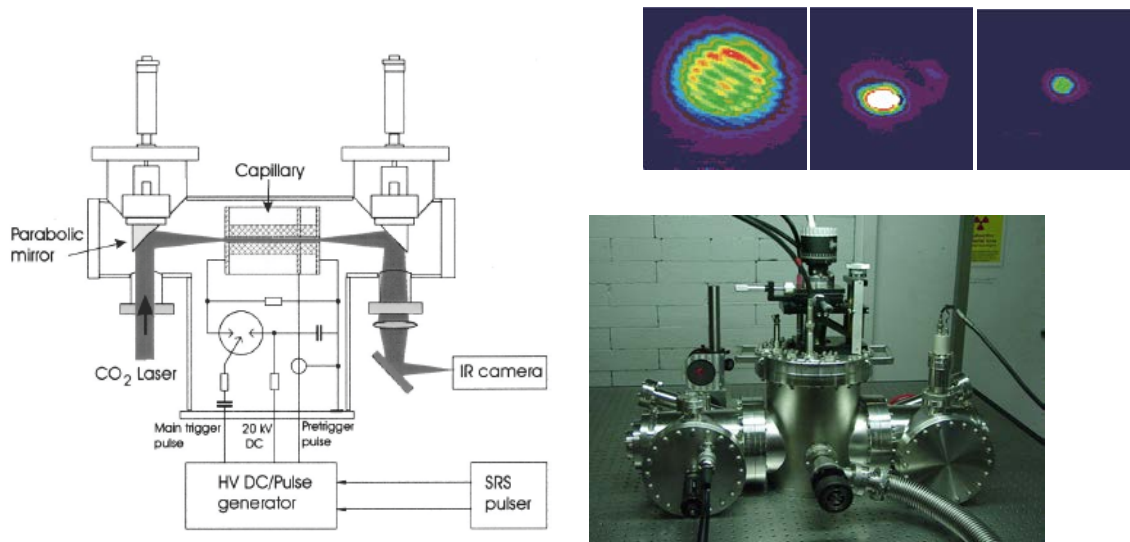 Capillary
Parabolic
mirror
CO2 Laser
IR camera
Main trigger
pulse
20 kV
DC
Pretrigger
pulse
HV DC/Pulse
generator
SRS
pulser